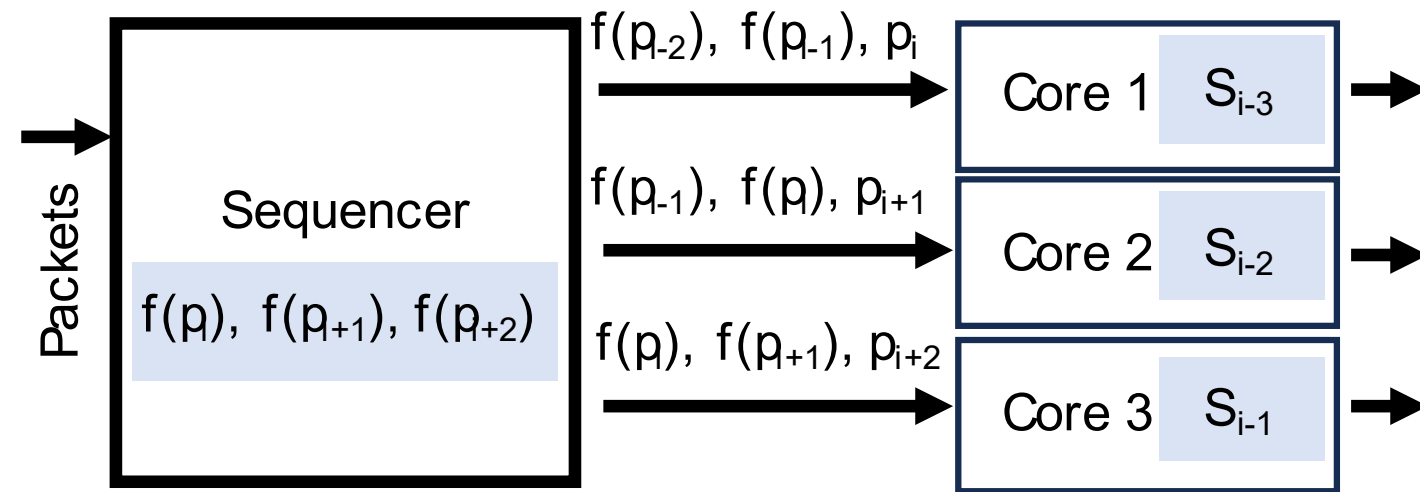 f(pᵢ₋₂), f(pᵢ₋₁), pᵢ
Core 1 Sᵢ₋₃
Packets
Sequencer
f(pᵢ₋₁), f(pᵢ), pᵢ₊₁
Core 2 Sᵢ₋₂
f(pᵢ), f(pᵢ₊₁), f(pᵢ₊₂)
f(pᵢ), f(pᵢ₊₁), pᵢ₊₂
Core 3 Sᵢ₋₁